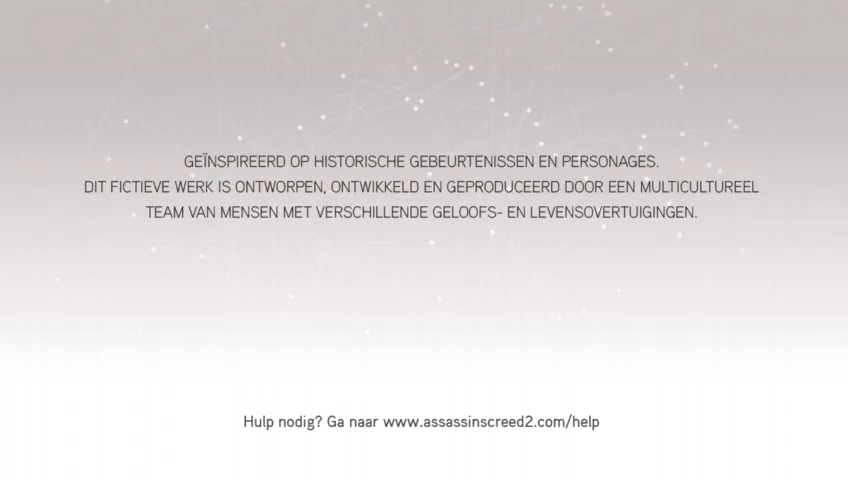 GEÏNSPIREERD OP HISTORISCHE GEBEURTENISSEN EN PERSONAGES.
DIT FICTIEVE WERK IS ONTWORPEN, ONTWIKKELD EN GEPRODUCEERD DOOR EEN MULTICULTUREEL
TEAM VAN MENSEN MET VERSCHILLENDE GELOOFS- EN LEVENSOVERTUIGINGEN.
Hulp nodig? Ga naar www.assassinscreed2.com/help